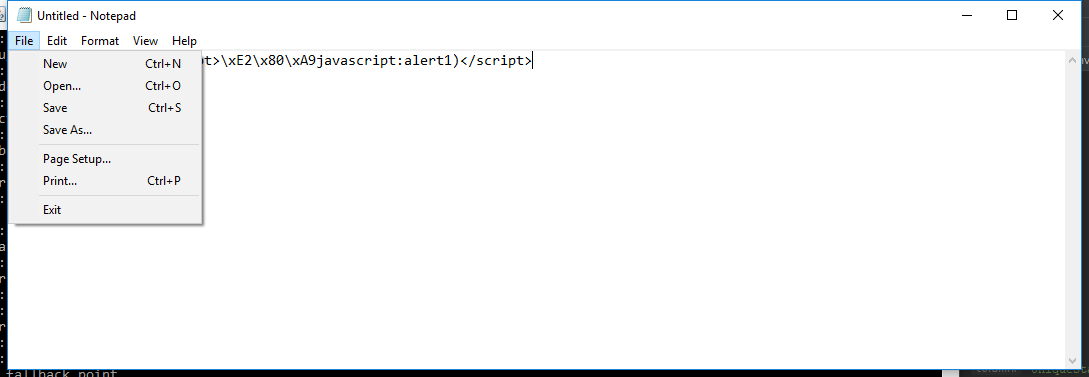 Untitled - Notepad
File Edit Format View Help
pt>\xE2\x80\xA9javascript:alert1)</script>
New Ctrl+N
Open... Ctrl+O
Save Ctrl+S
Save As...
Page Setup...
Print... Ctrl+P
Exit
fallback point